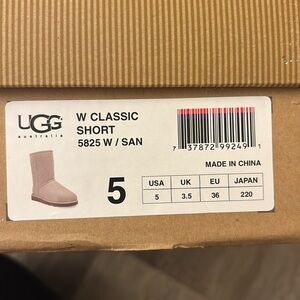 UGG
australia
W CLASSIC
SHORT
5825 W / SAN
7 37872 99249 1
MADE IN CHINA
5
USA UK EU JAPAN
5 3.5 36 220